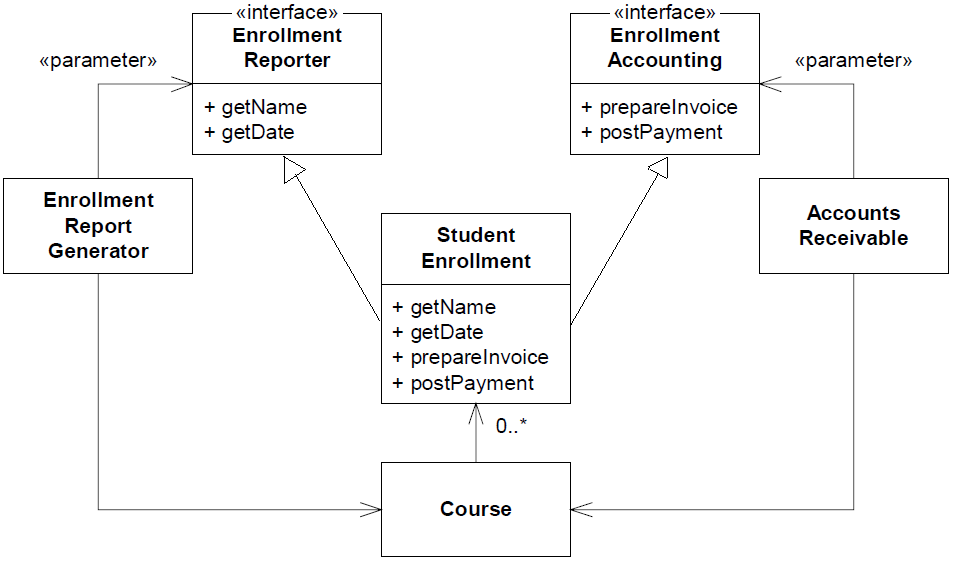 «interface»
Enrollment
Reporter
+ getName
+ getDate
«interface»
Enrollment
Accounting
+ prepareInvoice
+ postPayment
«parameter»
«parameter»
Enrollment
Report
Generator
Student
Enrollment
+ getName
+ getDate
+ prepareInvoice
+ postPayment
Accounts
Receivable
0..*
Course